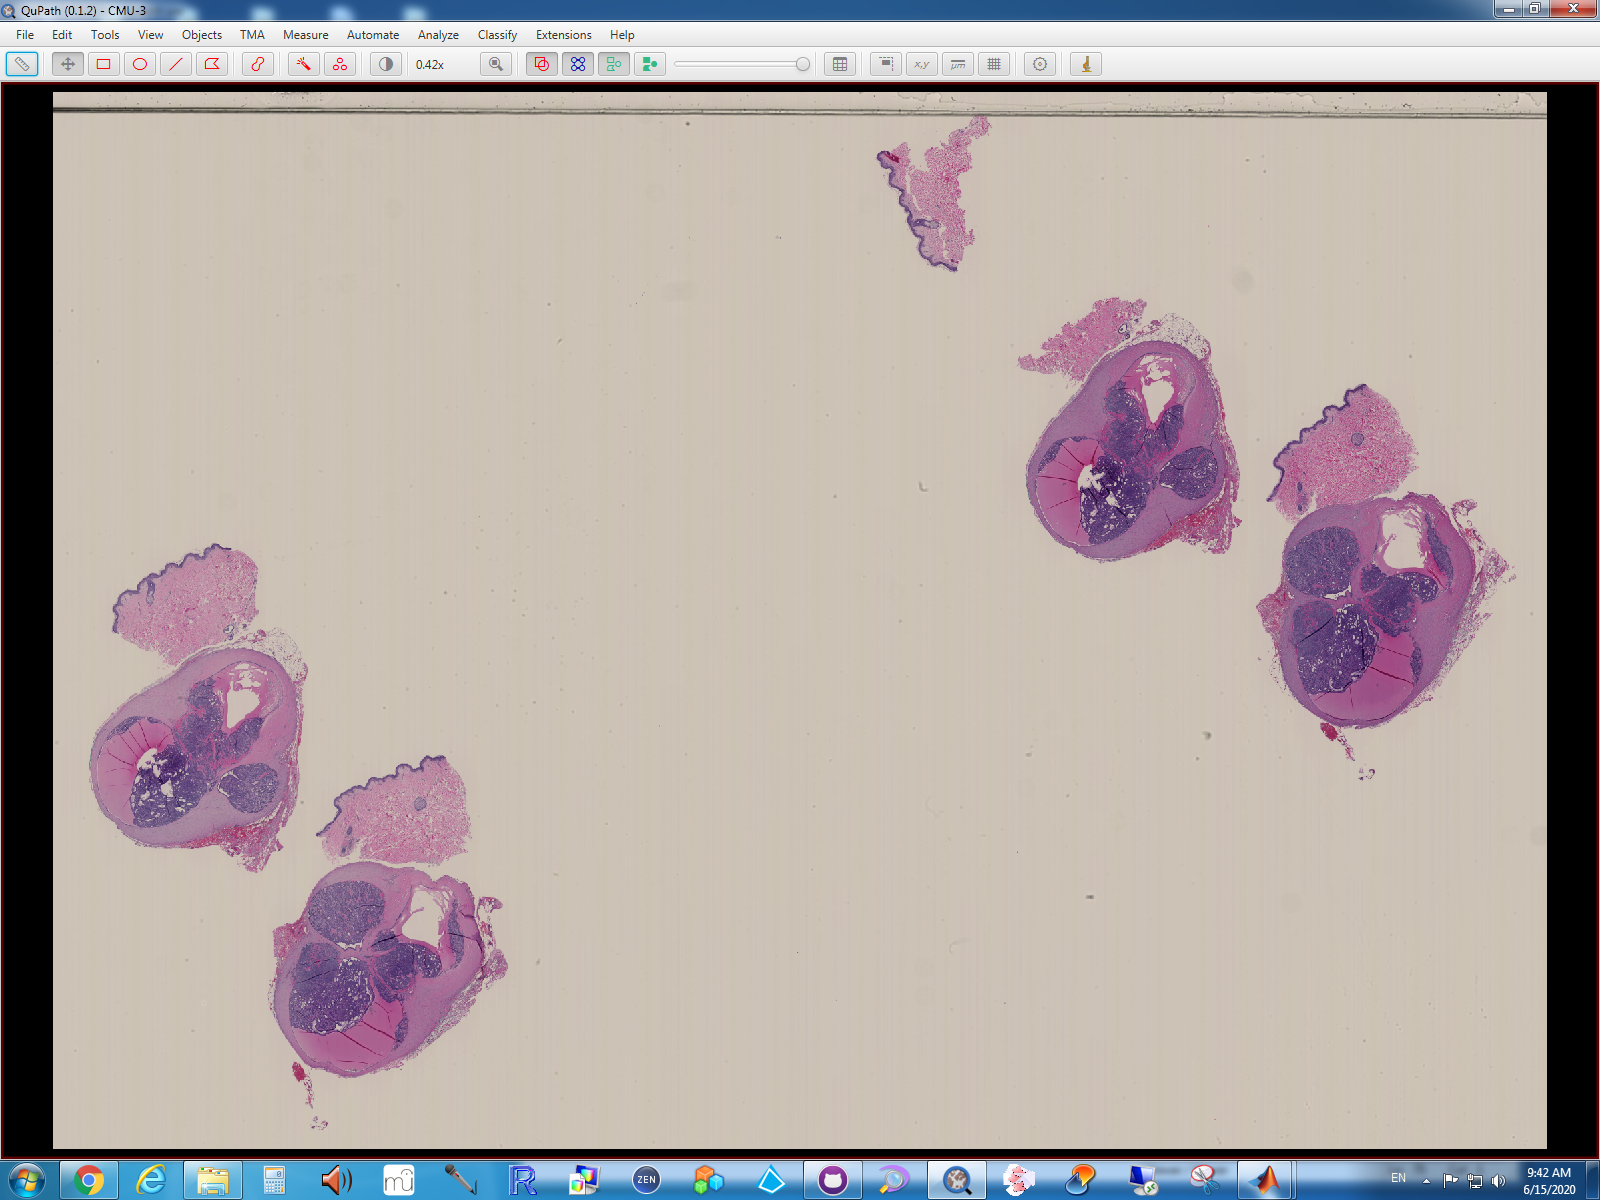 QuPath (0.1.2) - CMU-3
File Edit Tools View Objects TMA Measure Automate Analyze Classify Extensions Help
0.42x
x,y
μm
ZEN
R
mU
EN
9:42 AM
6/15/2020